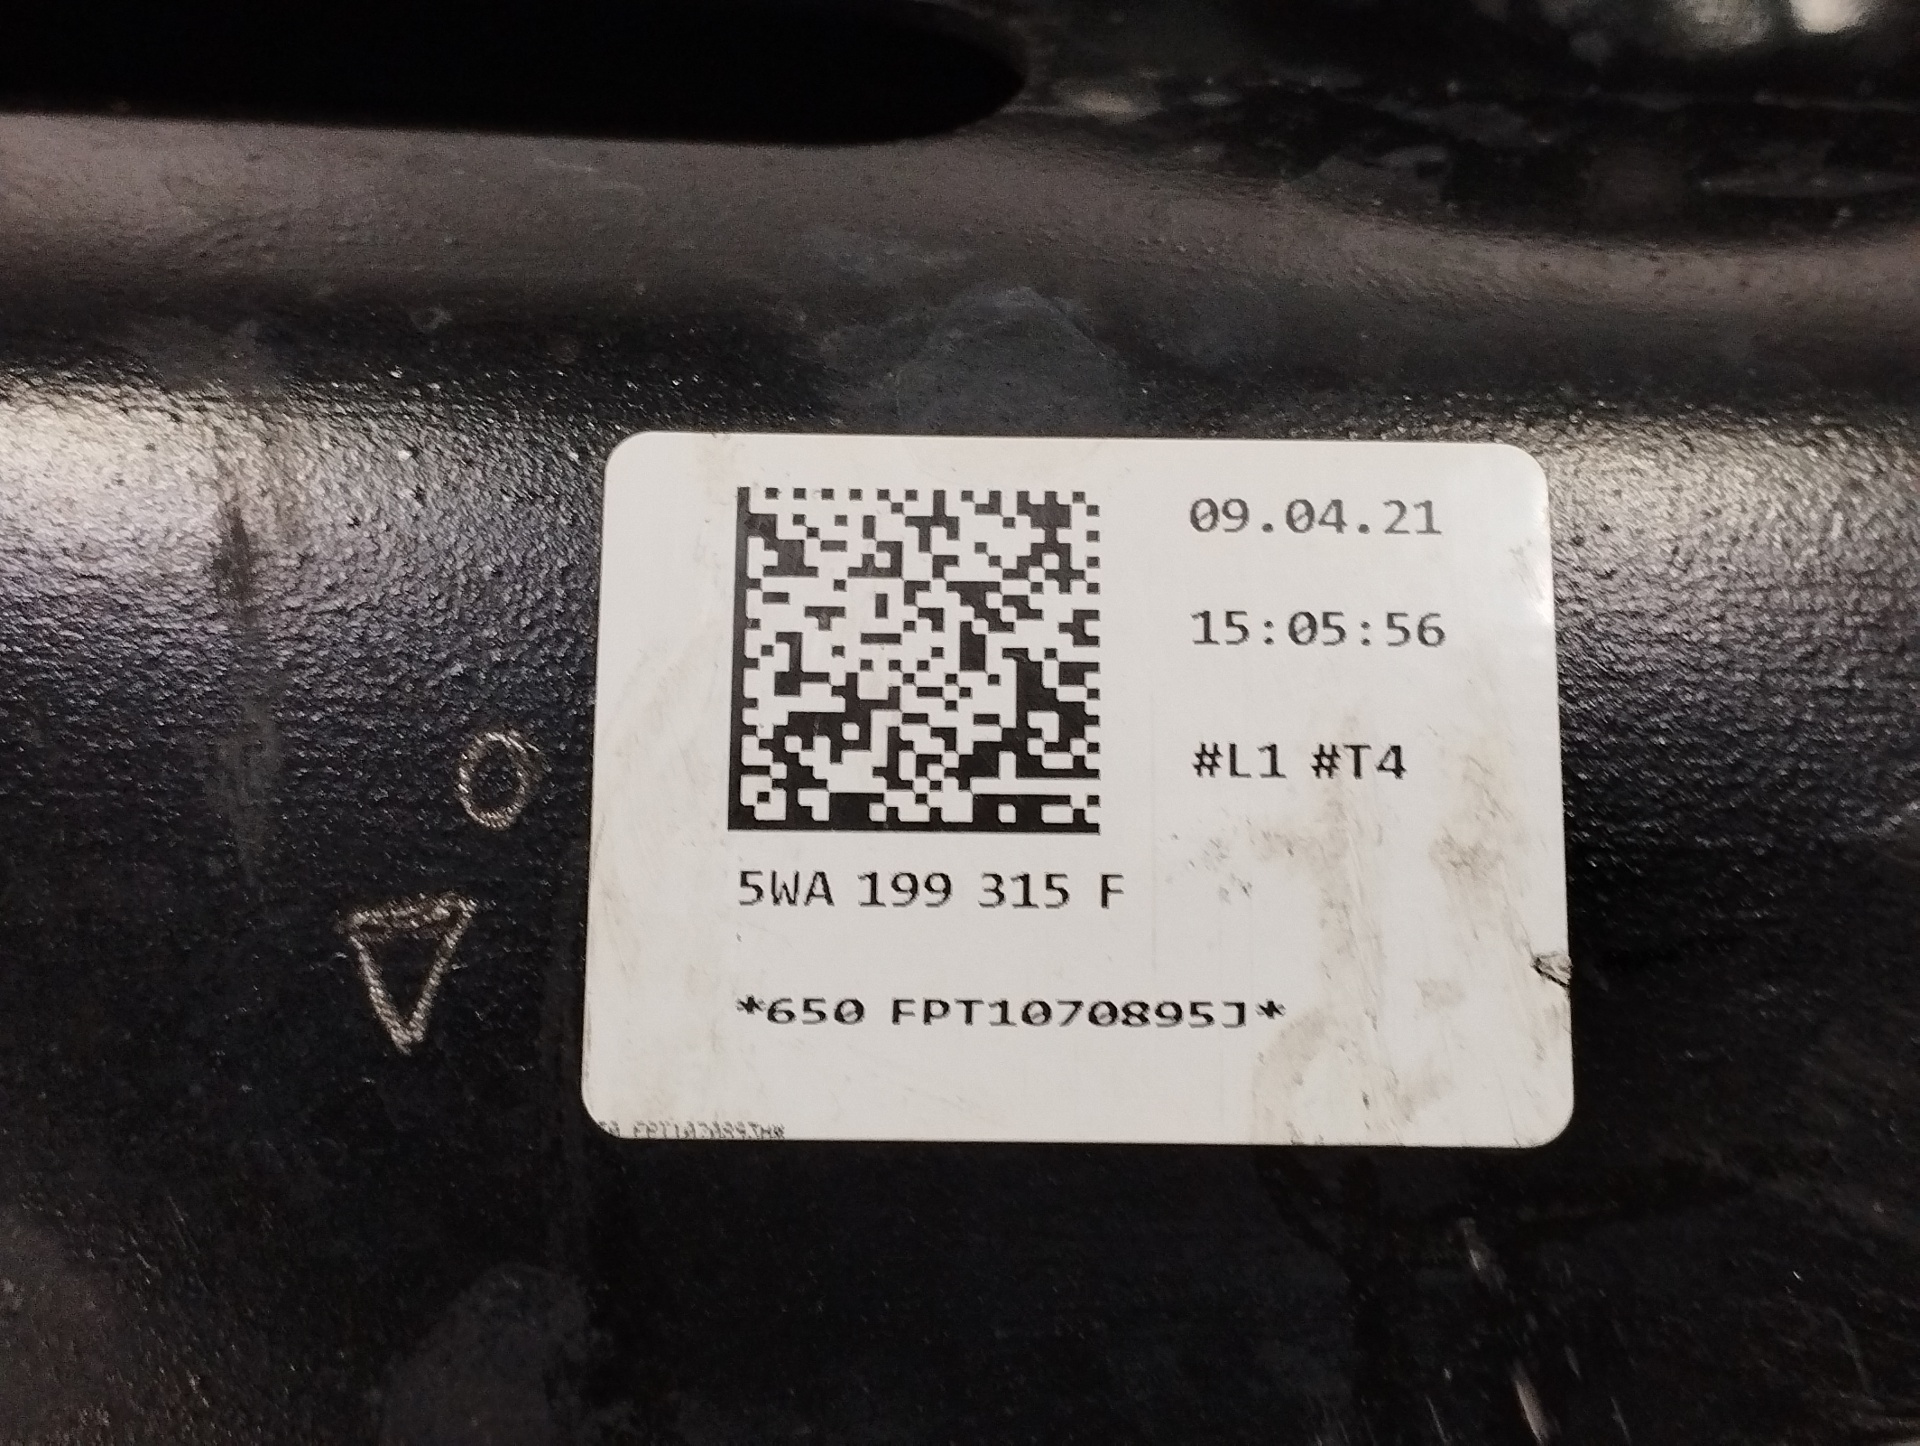 09.04.21
15:05:56
#L1 #T4
5WA 199 315 F
*650 FPT1070895J*